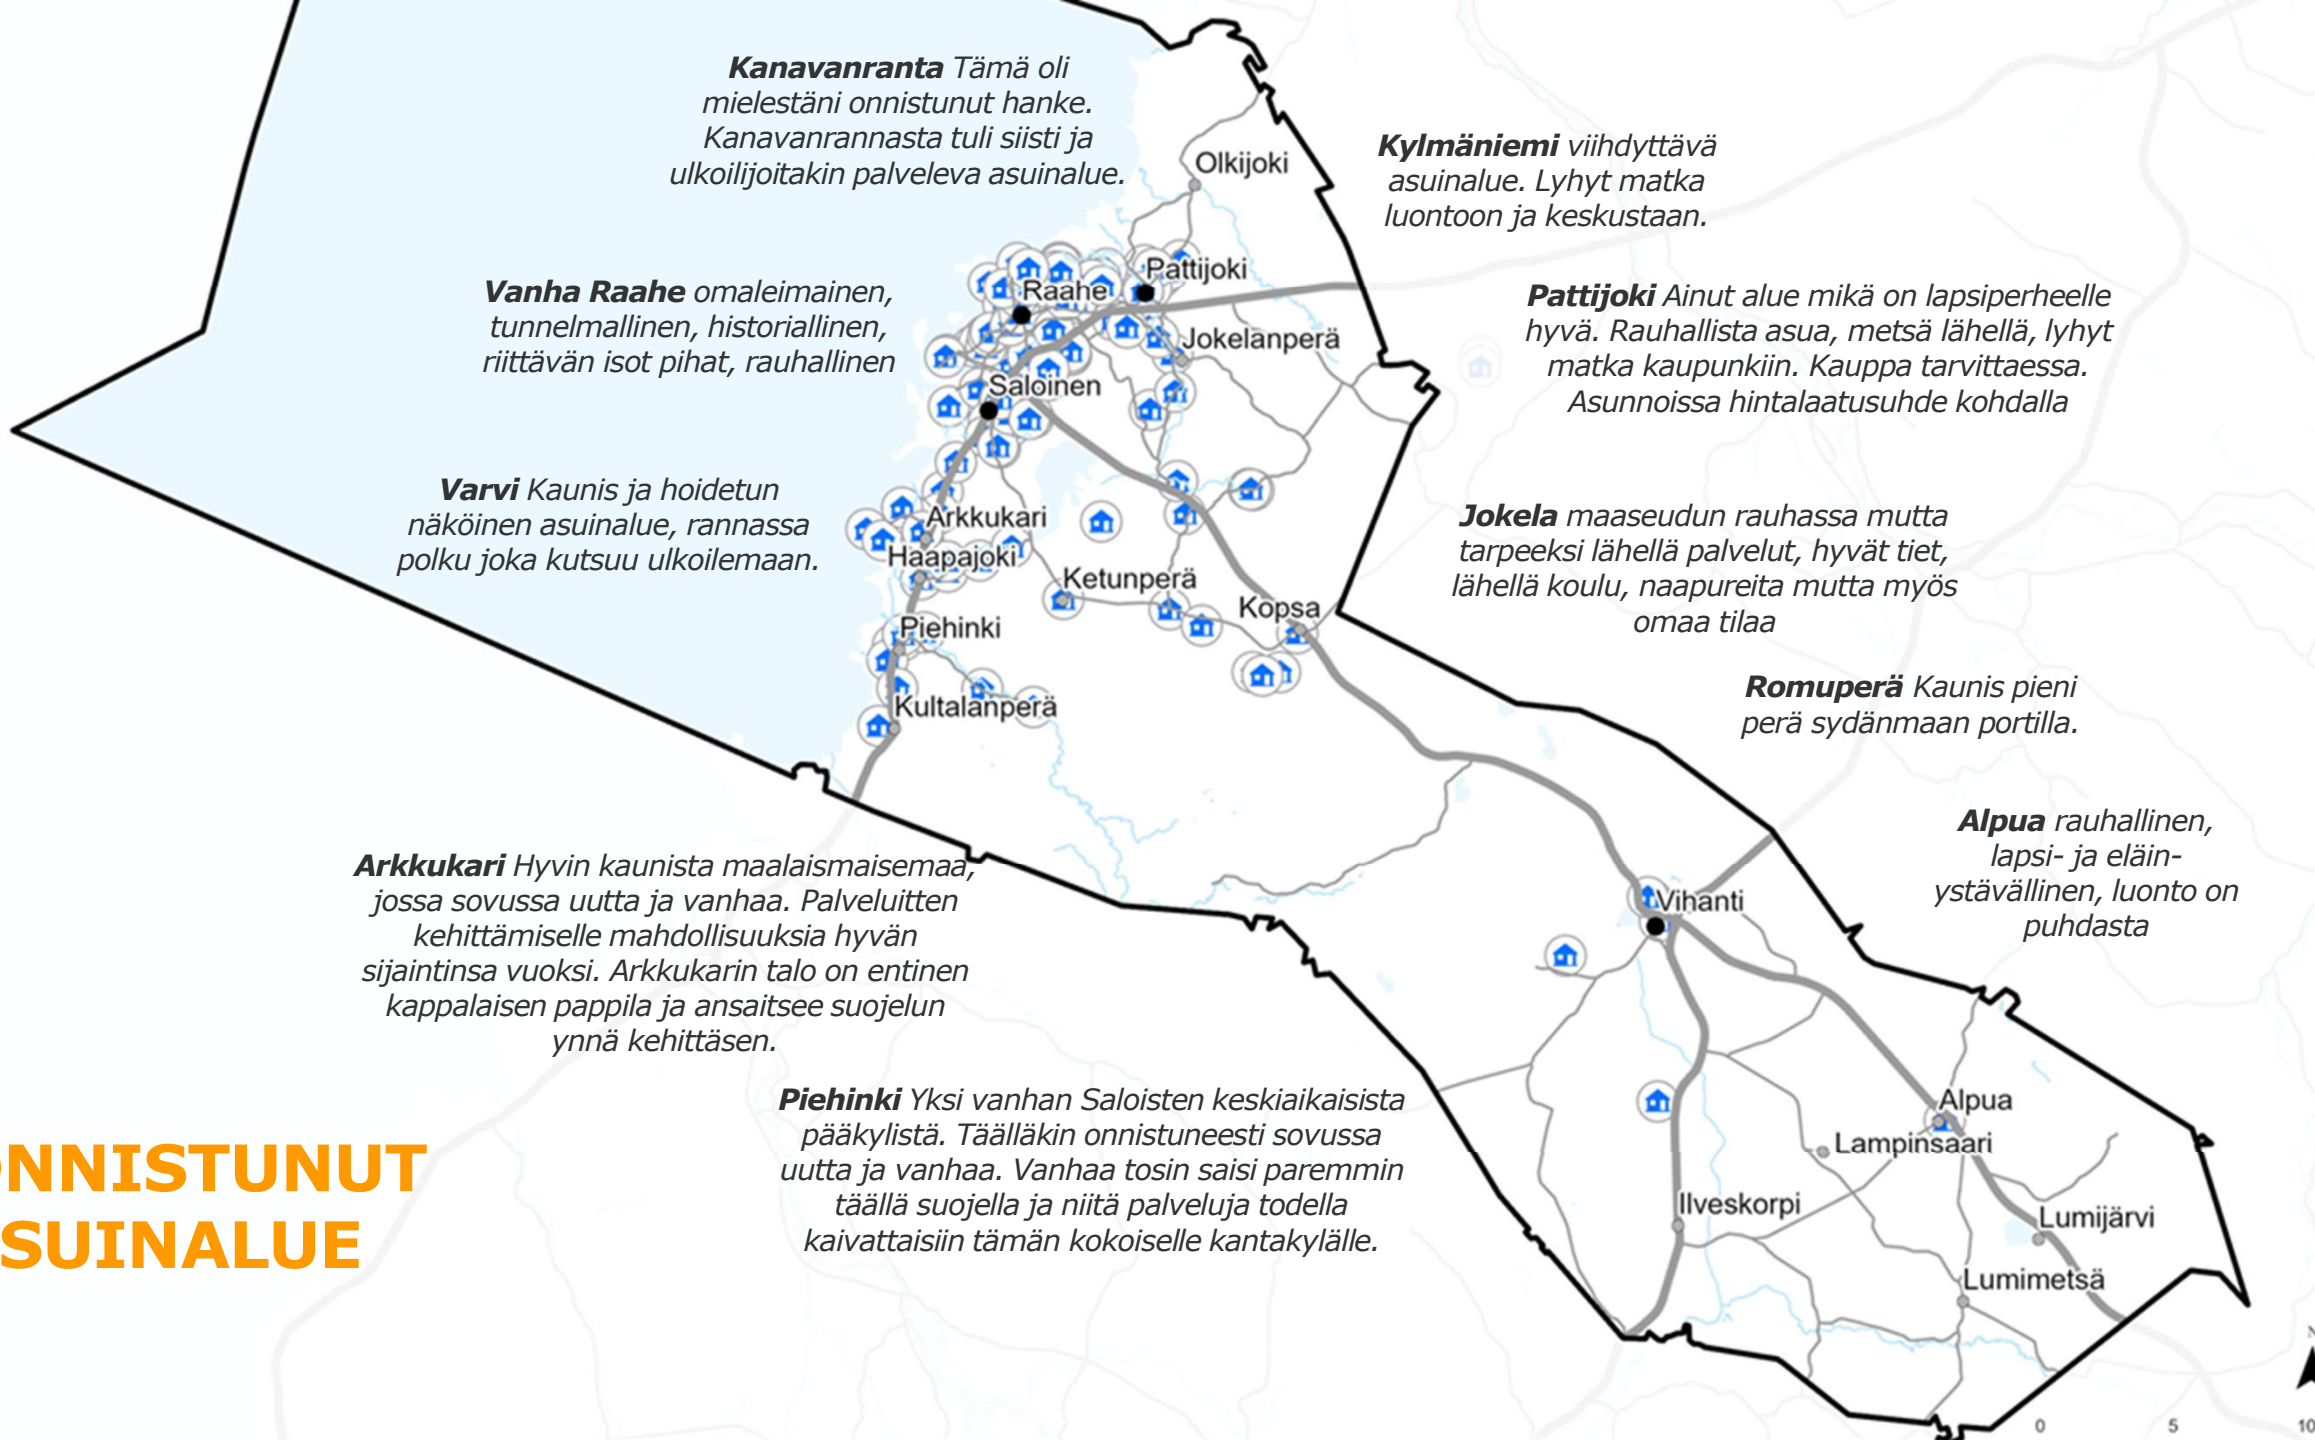 Kanavanranta Tämä oli
mielestäni onnistunut hanke.
Kanavanrannasta tuli siisti ja
ulkoilijoitakin palveleva asuinalue.
Kylmäniemi viihdyttävä
asuinalue. Lyhyt matka
luontoon ja keskustaan.
Olkijoki
Vanha Raahe omaleimainen,
tunnelmallinen, historiallinen,
riittävän isot pihat, rauhallinen
Pattijoki
Raahe
Jokelanperä
Saloinen
Pattijoki Ainut alue mikä on lapsiperheelle
hyvä. Rauhallista asua, metsä lähellä, lyhyt
matka kaupunkiin. Kauppa tarvittaessa.
Asunnoissa hintalaatusuhde kohdalla
Varvi Kaunis ja hoidetun
näköinen asuinalue, rannassa
polku joka kutsuu ulkoilemaan.
Arkkukari
Haapajoki
Ketunperä
Kopsa
Piehinki
Kultalanperä
Jokela maaseudun rauhassa mutta
tarpeeksi lähellä palvelut, hyvät tiet,
lähellä koulu, naapureita mutta myös
omaa tilaa
Romuperä Kaunis pieni
perä sydänmaan portilla.
Alpua rauhallinen,
lapsi- ja eläin-
ystävällinen, luonto on
puhdasta
Arkkukari Hyvin kaunista maalaismaisemaa,
jossa sovussa uutta ja vanhaa. Palveluitten
kehittämiselle mahdollisuuksia hyvän
sijaintinsa vuoksi. Arkkukarin talo on entinen
kappalaisen pappila ja ansaitsee suojelun
ynnä kehittäsen.
Vihanti
Piehinki Yksi vanhan Saloisten keskiaikaisista
pääkylistä. Täälläkin onnistuneesti sovussa
uutta ja vanhaa. Vanhaa tosin saisi paremmin
täällä suojella ja niitä palveluja todella
kaivattaisiin tämän kokoiselle kantakylälle.
Alpua
Lampinsaari
Ilveskorpi
Lumijärvi
Lumimetsä
NNISTUNUT
SUINALUE
0 5 10